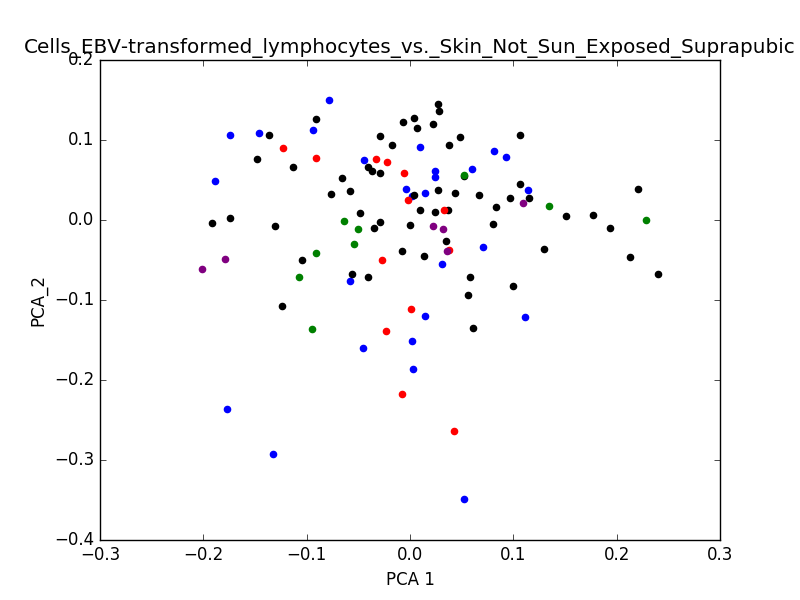 Cells_EBV-transformed_lymphocytes_vs._Skin_Not_Sun_Exposed_Suprapubic
0.2
0.1
0.0
−0.1
−0.2
−0.3
−0.4
PCA_2
−0.3 −0.2 −0.1 0.0 0.1 0.2 0.3
PCA 1